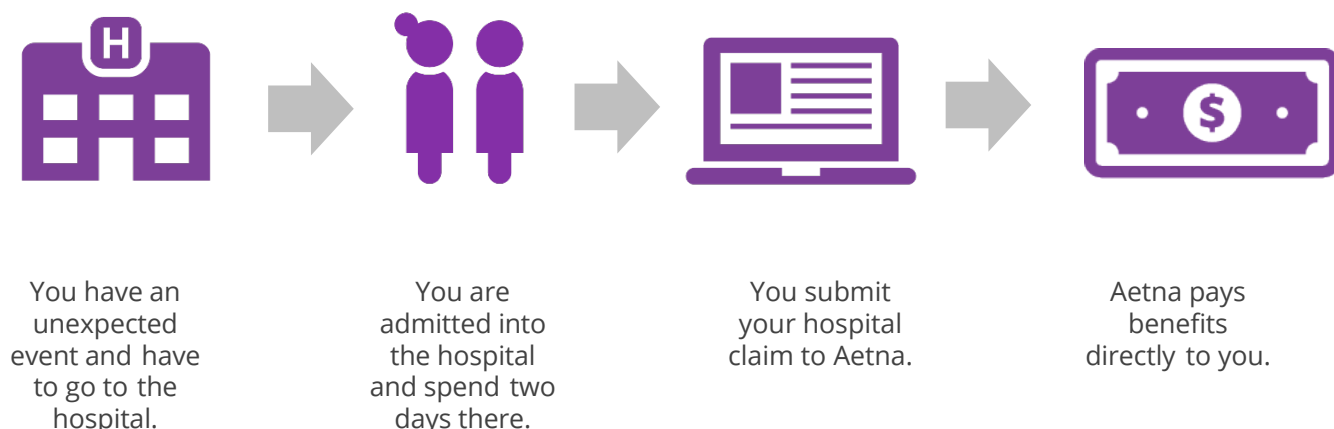 H
$
You have an
unexpected
event and have
to go to the
hospital.
You are
admitted into
the hospital
and spend two
days there.
You submit
your hospital
claim to Aetna.
Aetna pays
benefits
directly to you.